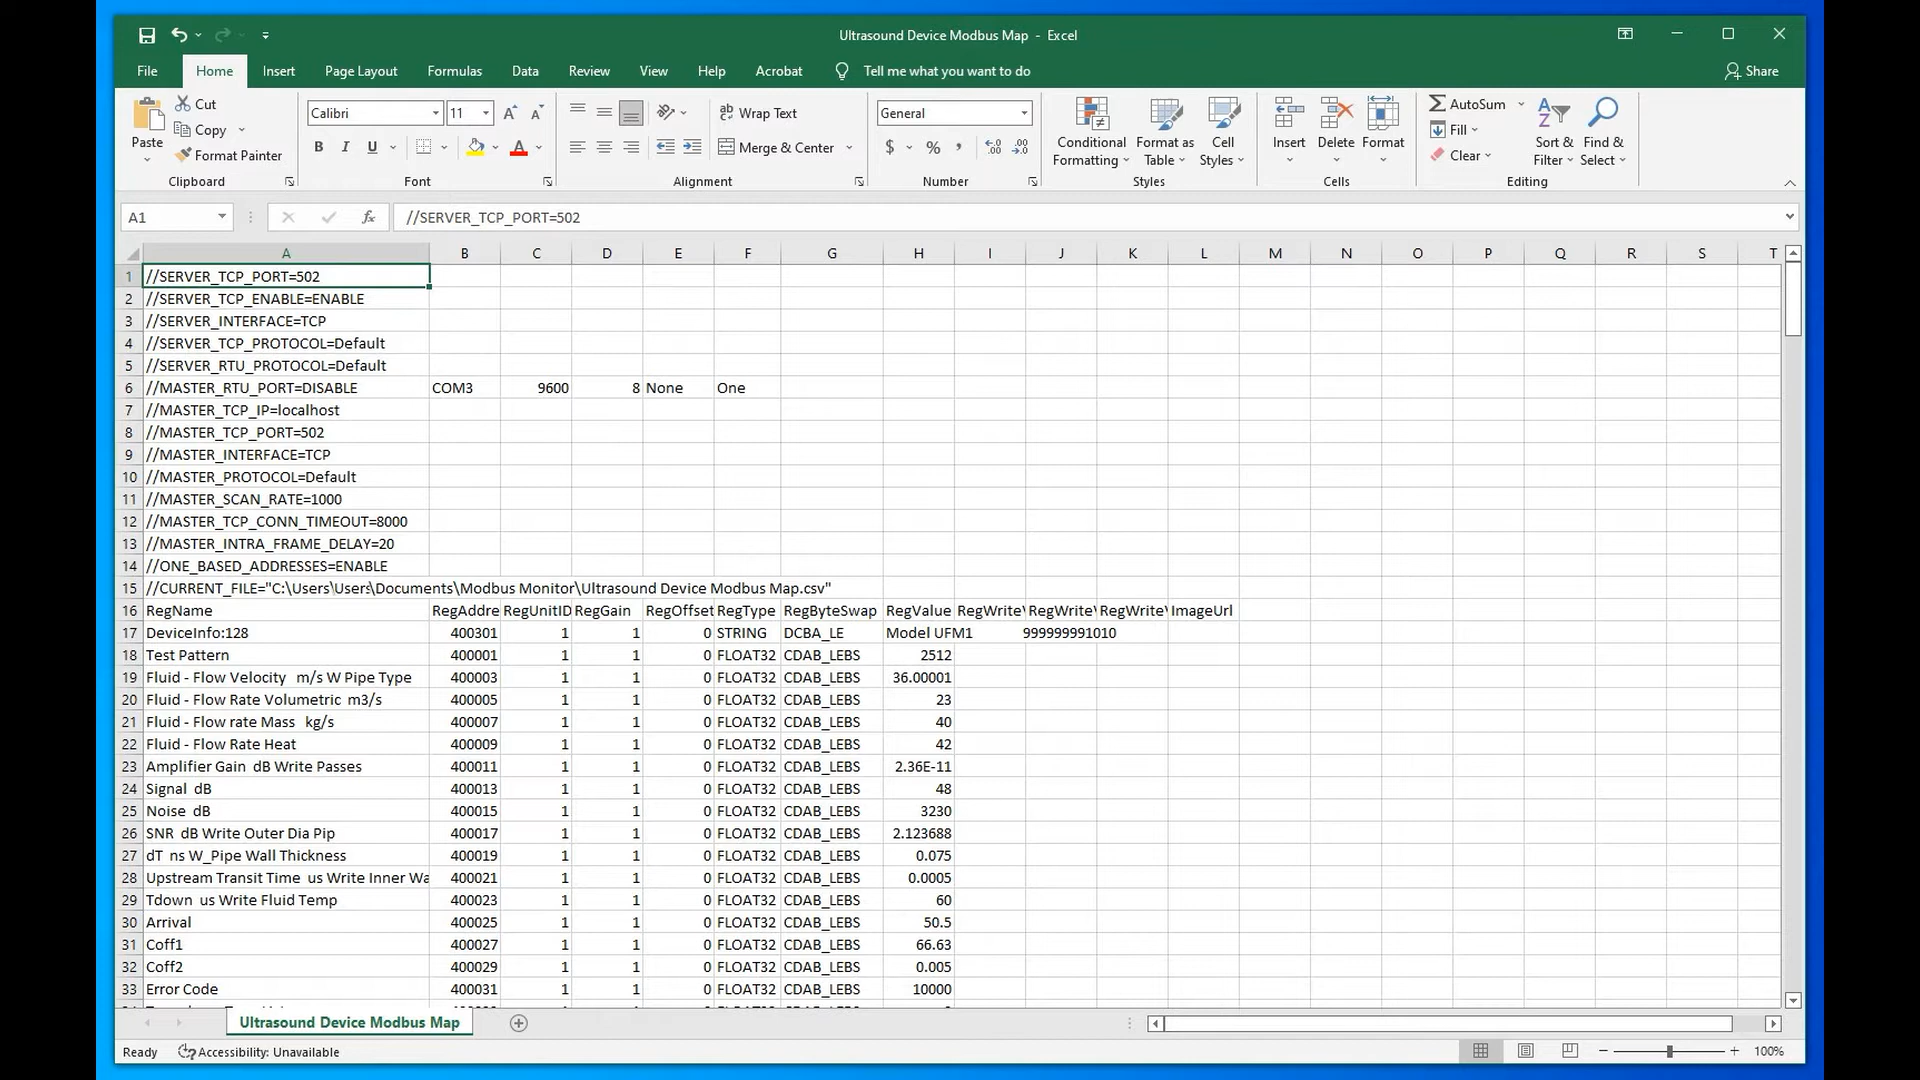 Ultrasound Device Modbus Map - Excel
File Home Insert Page Layout Formulas Data Review View Help Acrobat Tell me what you want to do Share
Paste
Cut
Copy
Format Painter
Clipboard
Calibri 11
B I U
Font
Wrap Text
Merge & Center
Alignment
General
$ % ,
Number
Conditional Formatting
Format as Table
Cell Styles
Styles
Insert Delete Format
Cells
AutoSum
Fill
Clear
Sort & Filter
Find & Select
Editing
A1 fx //SERVER_TCP_PORT=502
A B C D E F G H I J K L M N O P Q R S T
1 //SERVER_TCP_PORT=502
2 //SERVER_TCP_ENABLE=ENABLE
3 //SERVER_INTERFACE=TCP
4 //SERVER_TCP_PROTOCOL=Default
5 //SERVER_RTU_PROTOCOL=Default
6 //MASTER_RTU_PORT=DISABLE COM3 9600 8 None One
7 //MASTER_TCP_IP=localhost
8 //MASTER_TCP_PORT=502
9 //MASTER_INTERFACE=TCP
10 //MASTER_PROTOCOL=Default
11 //MASTER_SCAN_RATE=1000
12 //MASTER_TCP_CONN_TIMEOUT=8000
13 //MASTER_INTRA_FRAME_DELAY=20
14 //ONE_BASED_ADDRESSES=ENABLE
15 //CURRENT_FILE="C:\Users\Users\Documents\Modbus Monitor\Ultrasound Device Modbus Map.csv"
16 RegName RegAddre RegUnitID RegGain RegOffset RegType RegByteSwap RegValue RegWrite RegWrite RegWrite ImageUrl
17 DeviceInfo:128 400301 1 1 0 STRING DCBA_LE Model UFM1 999999991010
18 Test Pattern 400001 1 1 0 FLOAT32 CDAB_LEBS 2512
19 Fluid - Flow Velocity m/s W Pipe Type 400003 1 1 0 FLOAT32 CDAB_LEBS 36.00001
20 Fluid - Flow Rate Volumetric m3/s 400005 1 1 0 FLOAT32 CDAB_LEBS 23
21 Fluid - Flow rate Mass kg/s 400007 1 1 0 FLOAT32 CDAB_LEBS 40
22 Fluid - Flow Rate Heat 400009 1 1 0 FLOAT32 CDAB_LEBS 42
23 Amplifier Gain dB Write Passes 400011 1 1 0 FLOAT32 CDAB_LEBS 2.36E-11
24 Signal dB 400013 1 1 0 FLOAT32 CDAB_LEBS 48
25 Noise dB 400015 1 1 0 FLOAT32 CDAB_LEBS 3230
26 SNR dB Write Outer Dia Pip 400017 1 1 0 FLOAT32 CDAB_LEBS 2.123688
27 dT ns W_Pipe Wall Thickness 400019 1 1 0 FLOAT32 CDAB_LEBS 0.075
28 Upstream Transit Time us Write Inner Wa 400021 1 1 0 FLOAT32 CDAB_LEBS 0.0005
29 Tdown us Write Fluid Temp 400023 1 1 0 FLOAT32 CDAB_LEBS 60
30 Arrival 400025 1 1 0 FLOAT32 CDAB_LEBS 50.5
31 Coff1 400027 1 1 0 FLOAT32 CDAB_LEBS 66.63
32 Coff2 400029 1 1 0 FLOAT32 CDAB_LEBS 0.005
33 Error Code 400031 1 1 0 FLOAT32 CDAB_LEBS 10000
Ultrasound Device Modbus Map
Ready Accessibility: Unavailable 100%